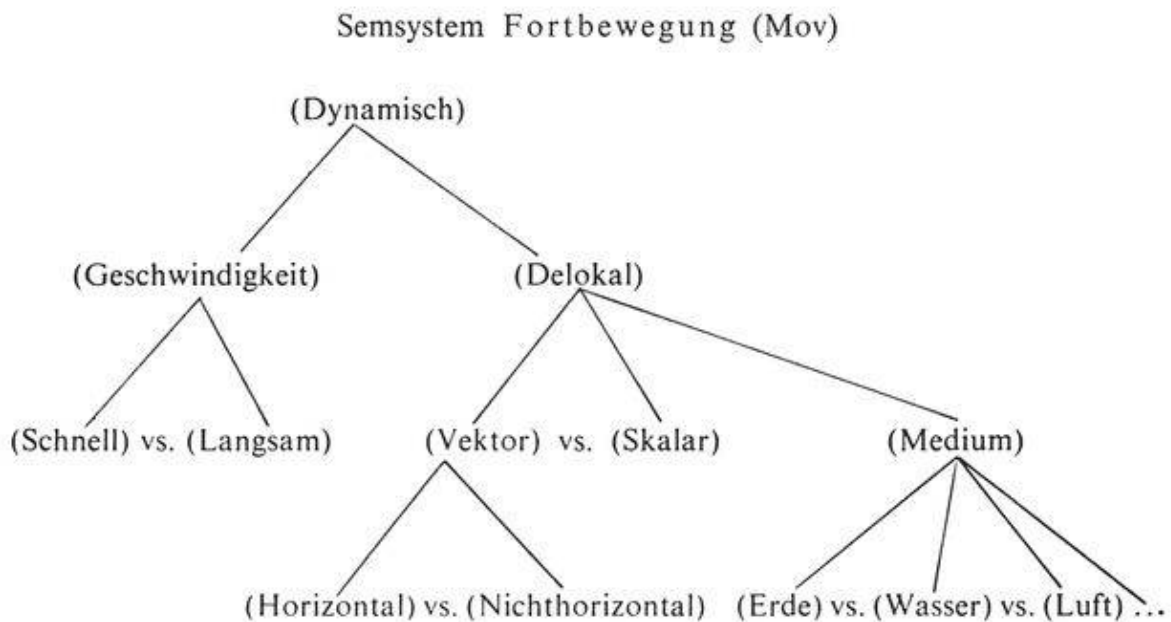 Semsystem Fortbewegung (Mov)
(Dynamisch)
(Geschwindigkeit) (Delokal)
(Schnell) vs. (Langsam) (Vektor) vs. (Skalar) (Medium)
(Horizontal) vs. (Nichthorizontal) (Erde) vs. (Wasser) vs. (Luft) ...